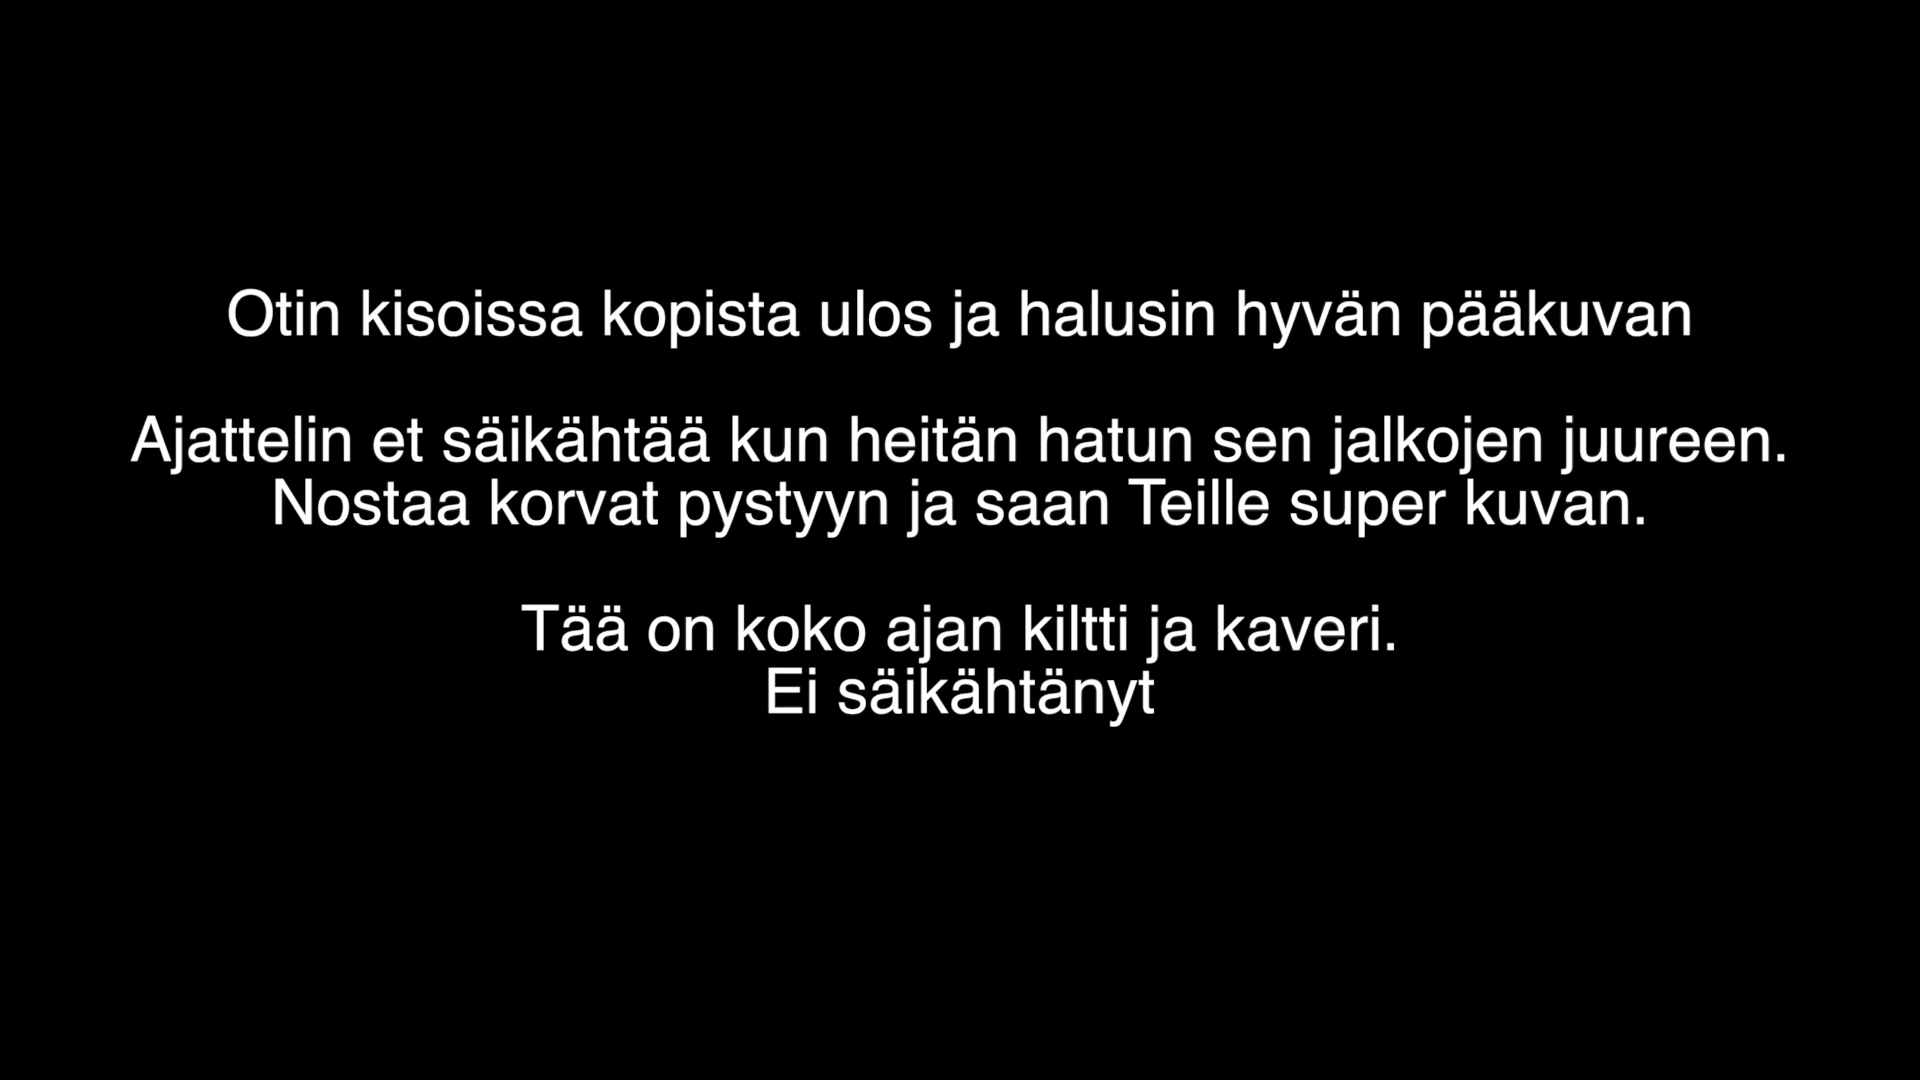 Otin kisoissa kopista ulos ja halusin hyvän pääkuvan
Ajattelin et säikähtää kun heitän hatun sen jalkojen juureen.
Nostaa korvat pystyyn ja saan Teille super kuvan.
Tää on koko ajan kiltti ja kaveri.
Ei säikähtänyt